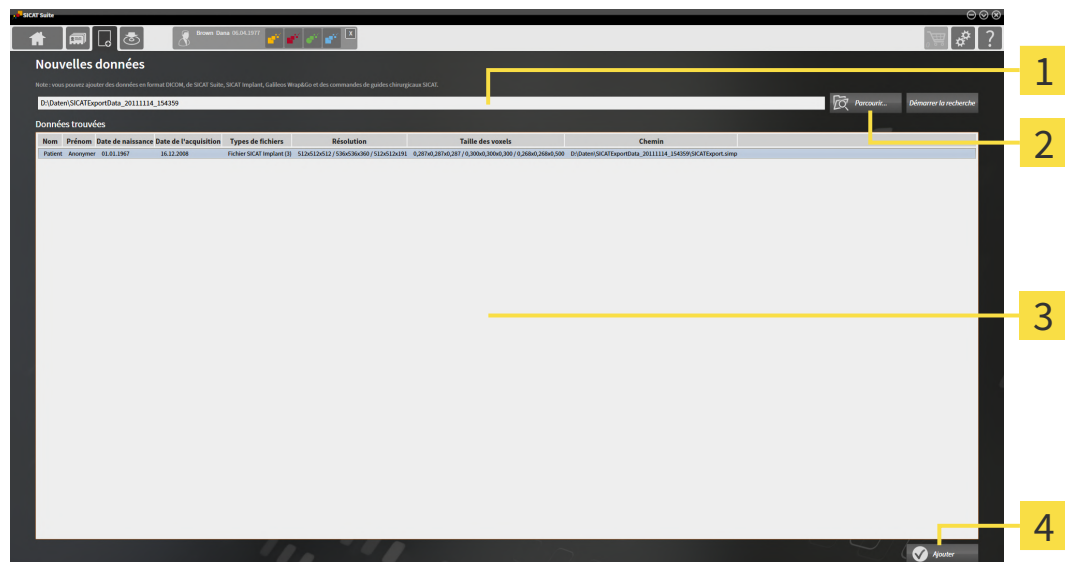 SICAT Suite
Brown Dana 06.04.1977 X
?
Nouvelles données
Note : vous pouvez ajouter des données en format DICOM, de SICAT Suite, SICAT Implant, Galileos Wrap&Go et des commandes de guides chirurgicaux SICAT.
D:\Daten\SICATExportData_20111114_154359
Parcourir...
Démarrer la recherche
Données trouvées
Nom Prénom Date de naissance Date de l'acquisition Types de fichiers Résolution Taille des voxels Chemin
Patient Anonymer 01.01.1967 16.12.2008 Fichier SICAT Implant (3) 512x512x512 / 536x536x360 / 512x512x191 0,287x0,287x0,287 / 0,300x0,300x0,300 / 0,268x0,268x0,500 D:\Daten\SICATExportData_20111114_154359\SICATExport.simp
Ajouter
1
2
3
4